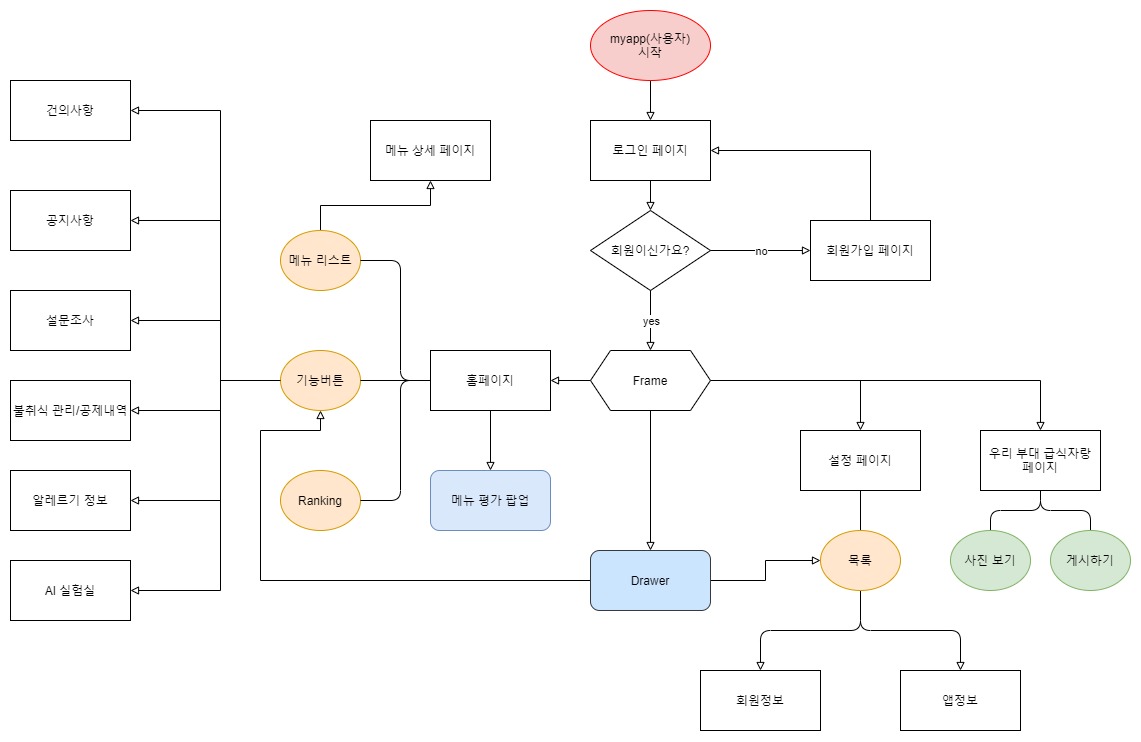 myapp(사용자)
시작
건의사항
메뉴 상세 페이지
로그인 페이지
공지사항
메뉴 리스트
회원이신가요?
no
회원가입 페이지
설문조사
yes
기능버튼
홈페이지
Frame
불취식 관리/공제내역
설정 페이지
우리 부대 급식자랑
페이지
알레르기 정보
Ranking
메뉴 평가 팝업
AI 실험실
Drawer
목록
사진 보기
게시하기
회원정보
앱정보